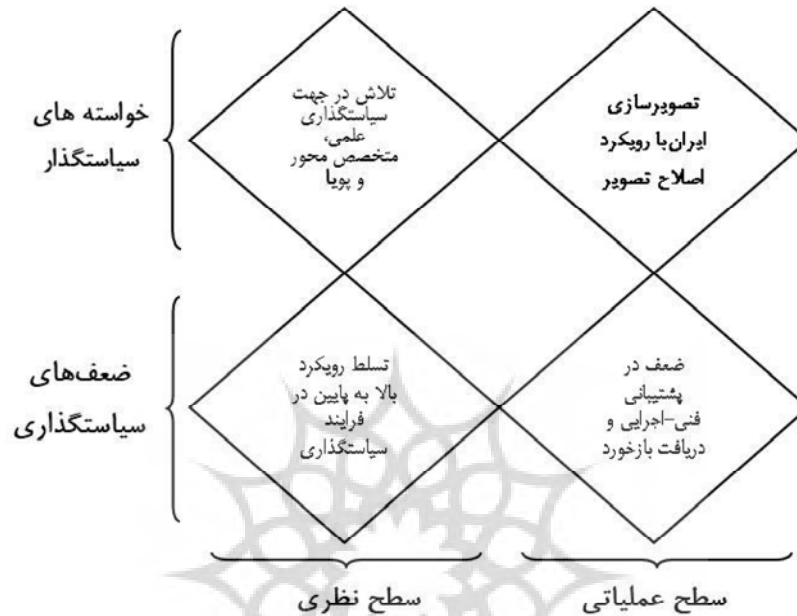 خواسته های
سیاستگذار
تصویرسازی
ایران با رویکرد
اصلاح تصویر
تلاش در جهت
سیاستگذاری
علمی،
متخصص محور
و پویا
ضعف‌های
سیاستگذاری
ضعف در
پشتیبانی
فنی-اجرایی و
دریافت بازخورد
تسلط رویکرد
بالا به پایین در
فرایند
سیاستگذاری
سطح عملیاتی
سطح نظری